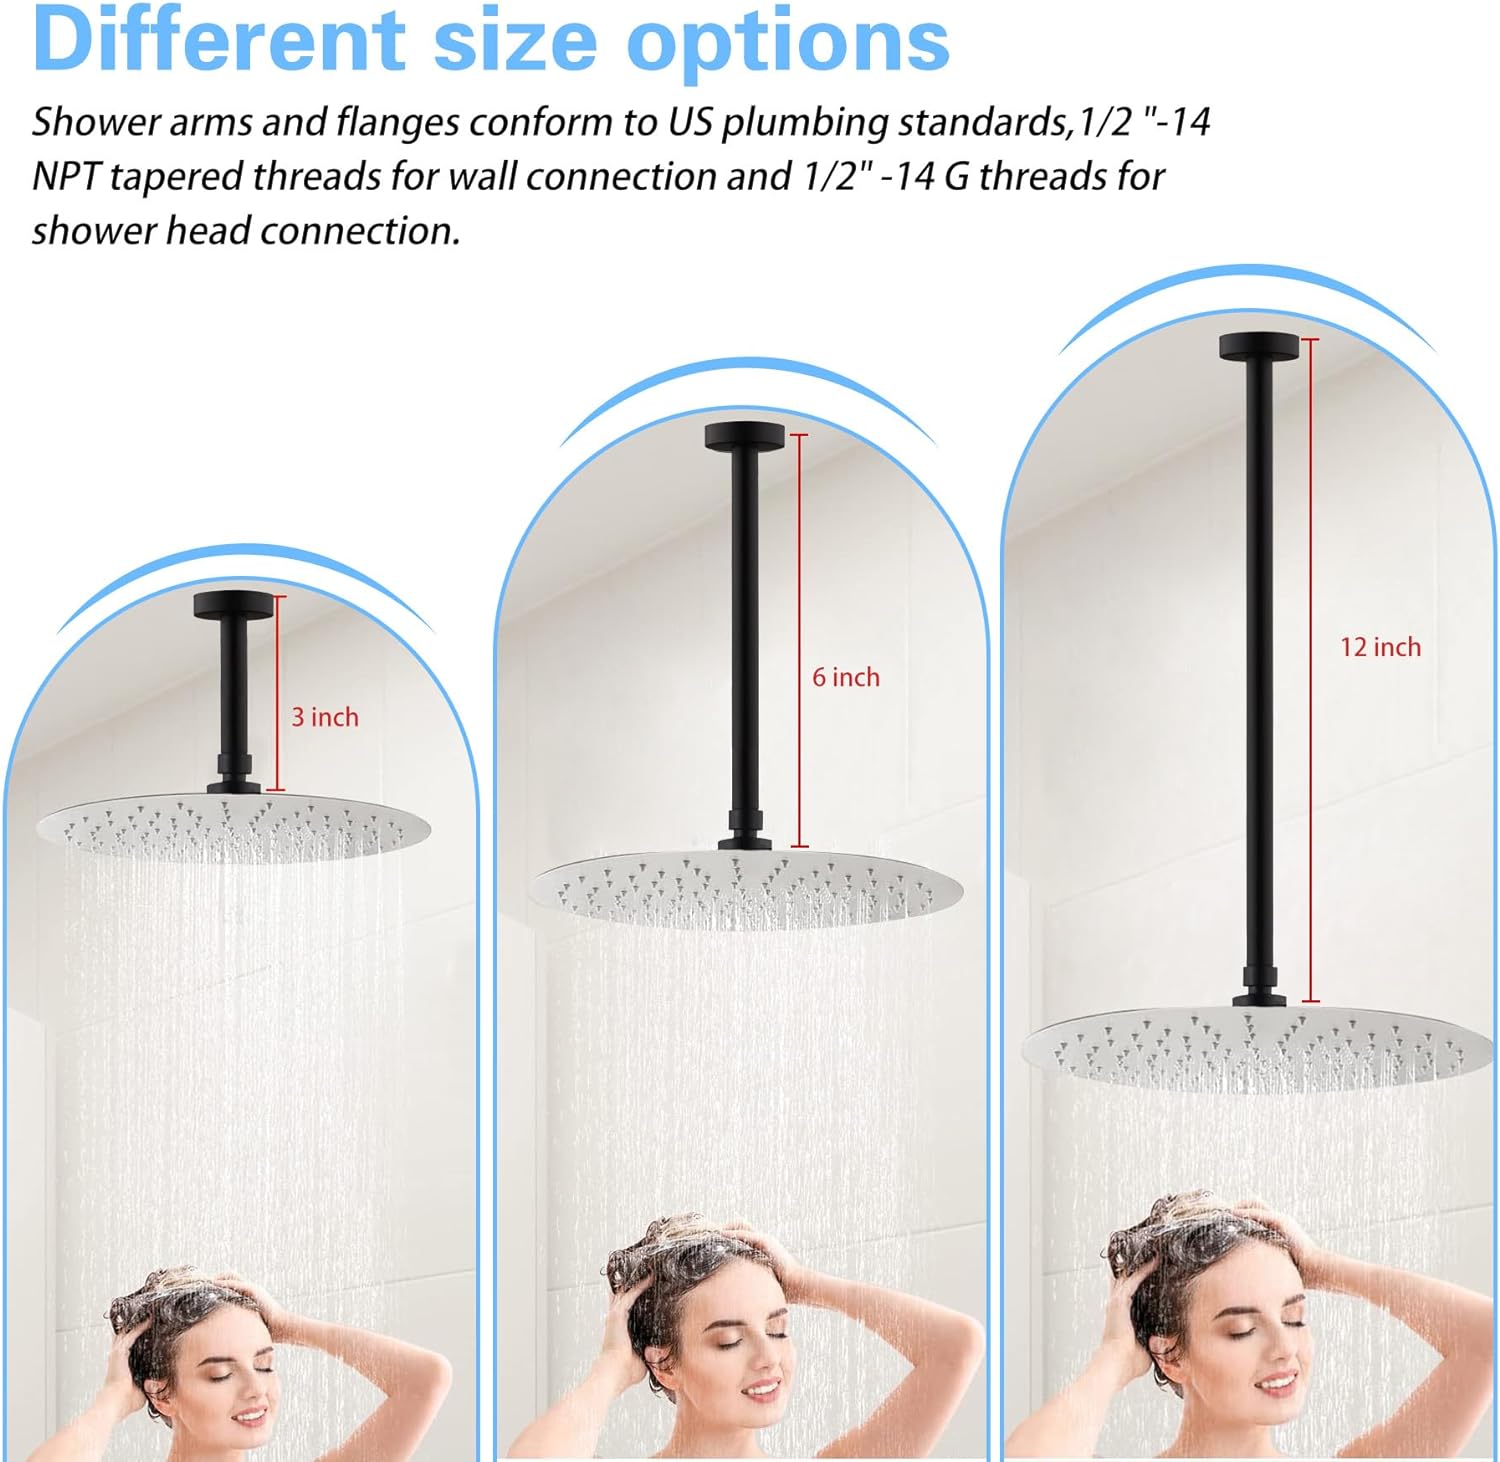 Different size options
Shower arms and flanges conform to US plumbing standards,1/2 "-14
NPT tapered threads for wall connection and 1/2" -14 G threads for
shower head connection.
3 inch
6 inch
12 inch